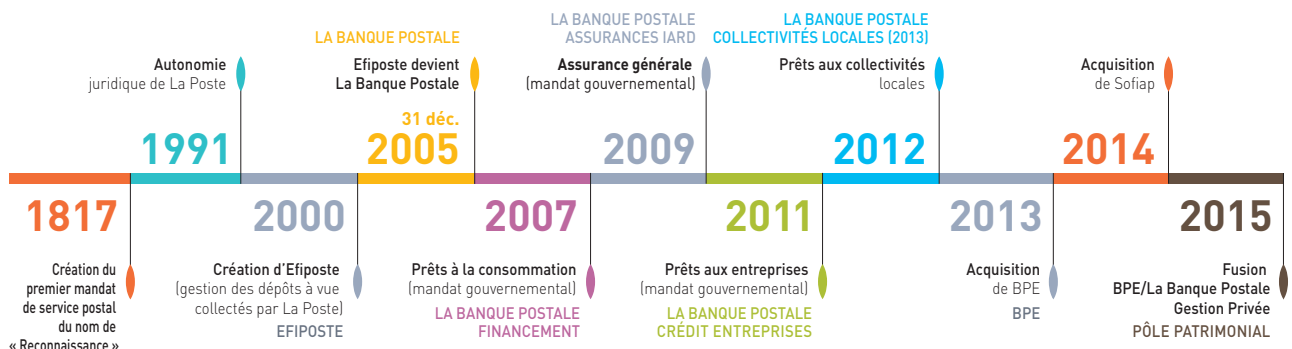 1817
Création du
premier mandat
de service postal
du nom de
« Reconnaissance »
Autonomie
juridique de La Poste
1991
2000
Création d’Efiposte
(gestion des dépôts à vue
collectés par La Poste)
EFIPOSTE
LA BANQUE POSTALE
Efiposte devient
La Banque Postale
31 déc.
2005
2007
Prêts à la consommation
(mandat gouvernemental)
LA BANQUE POSTALE
FINANCEMENT
LA BANQUE POSTALE
ASSURANCES IARD
Assurance générale
(mandat gouvernemental)
2009
2011
Prêts aux entreprises
(mandat gouvernemental)
LA BANQUE POSTALE
CRÉDIT ENTREPRISES
LA BANQUE POSTALE
COLLECTIVITÉS LOCALES (2013)
Prêts aux collectivités
locales
2012
2013
Acquisition
de BPE
BPE
Acquisition
de Sofiap
2014
2015
Fusion
BPE/La Banque Postale
Gestion Privée
PÔLE PATRIMONIAL